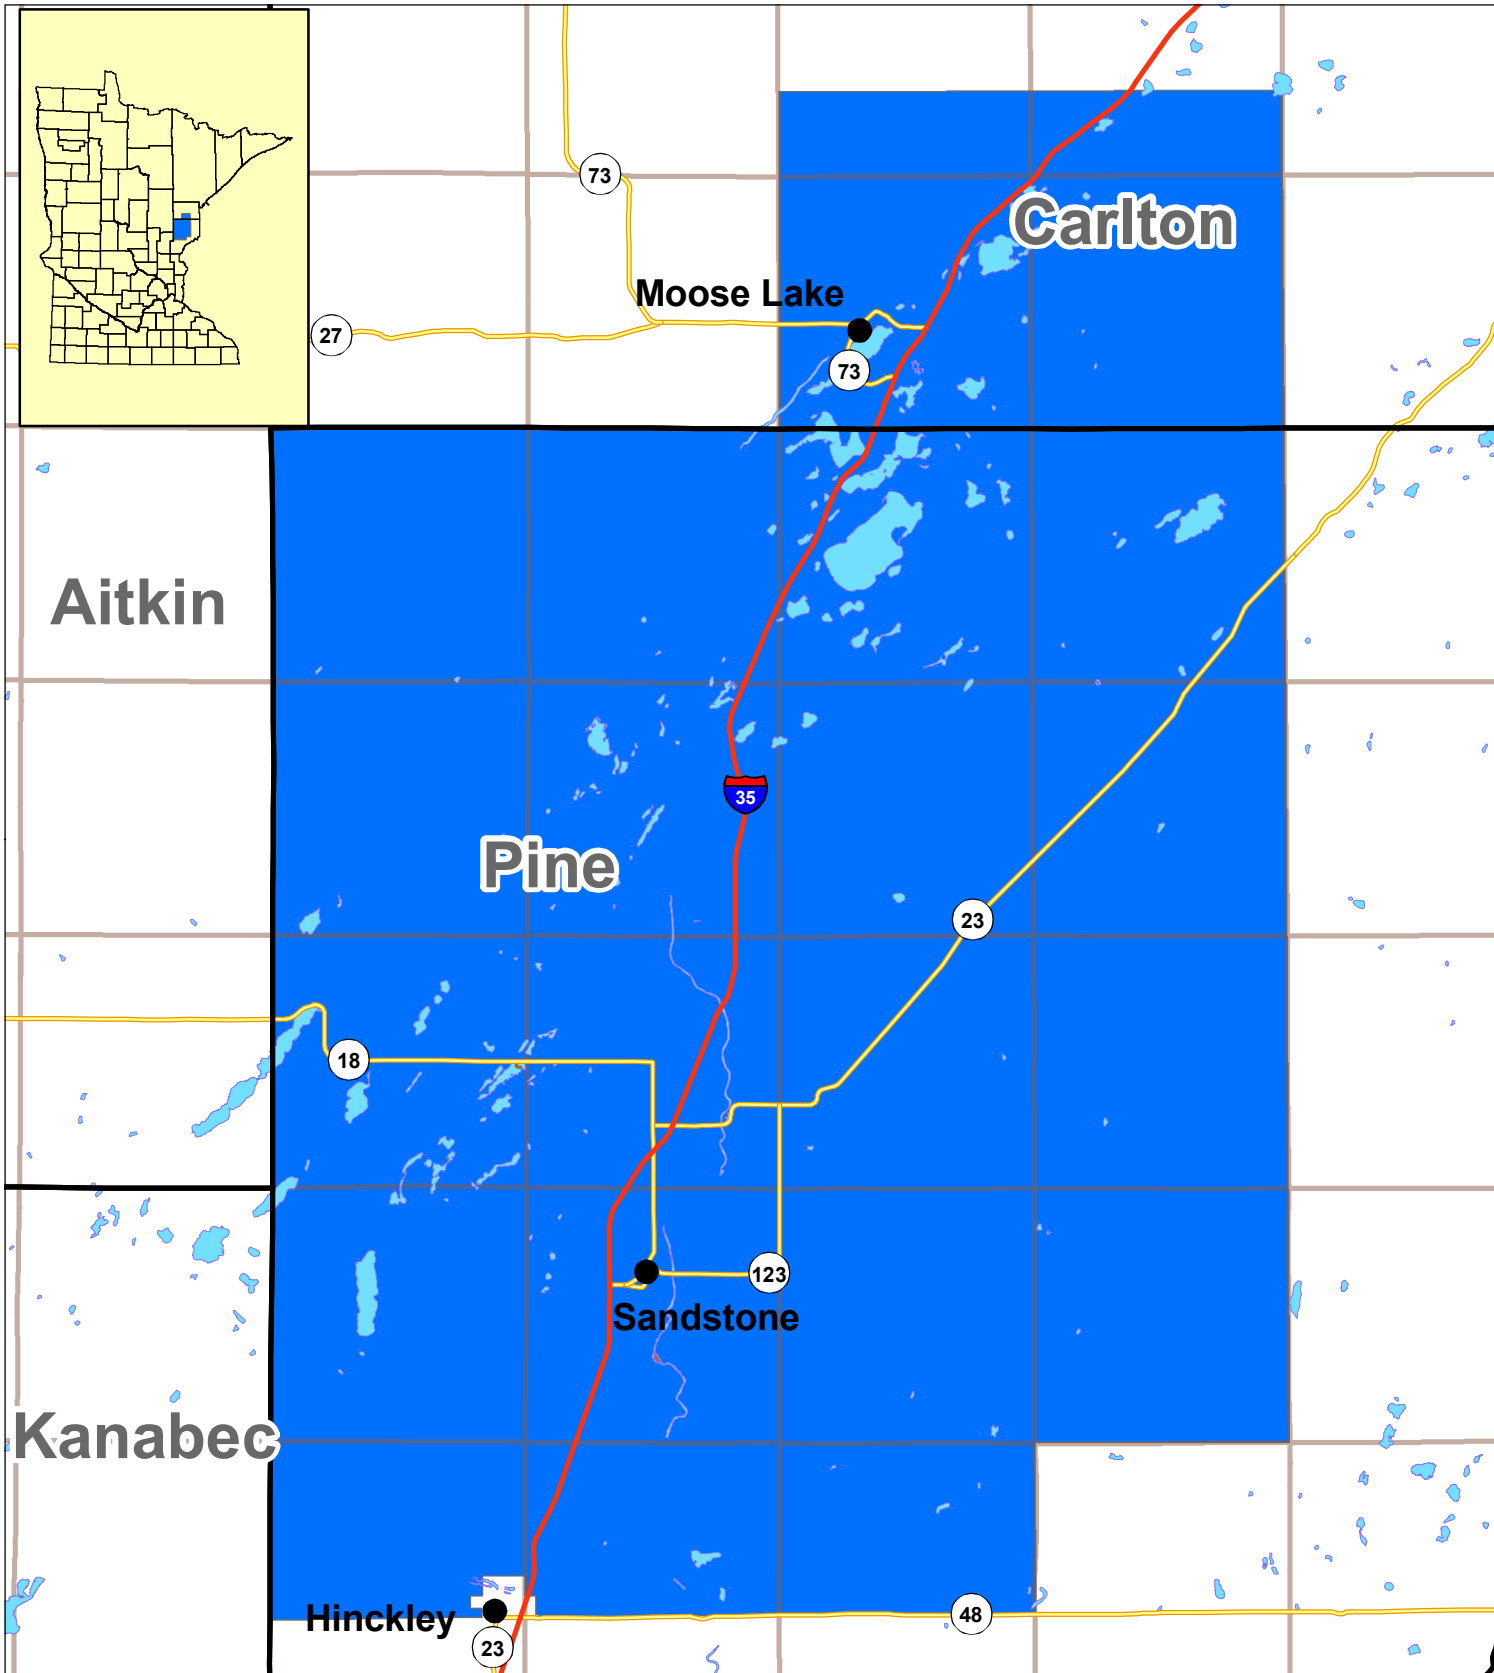 73
Carlton
Moose Lake
27
73
Aitkin
35
Pine
23
18
123
Sandstone
Kanabec
Hinckley
48
23